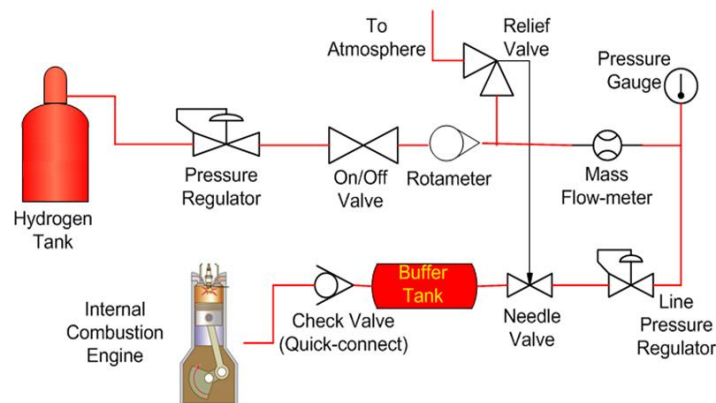 To
Atmosphere
Relief
Valve
Pressure
Gauge
Hydrogen
Tank
Pressure
Regulator
On/Off
Valve
Rotameter
Mass
Flow-meter
Internal
Combustion
Engine
Check Valve
(Quick-connect)
Buffer
Tank
Needle
Valve
Line
Pressure
Regulator